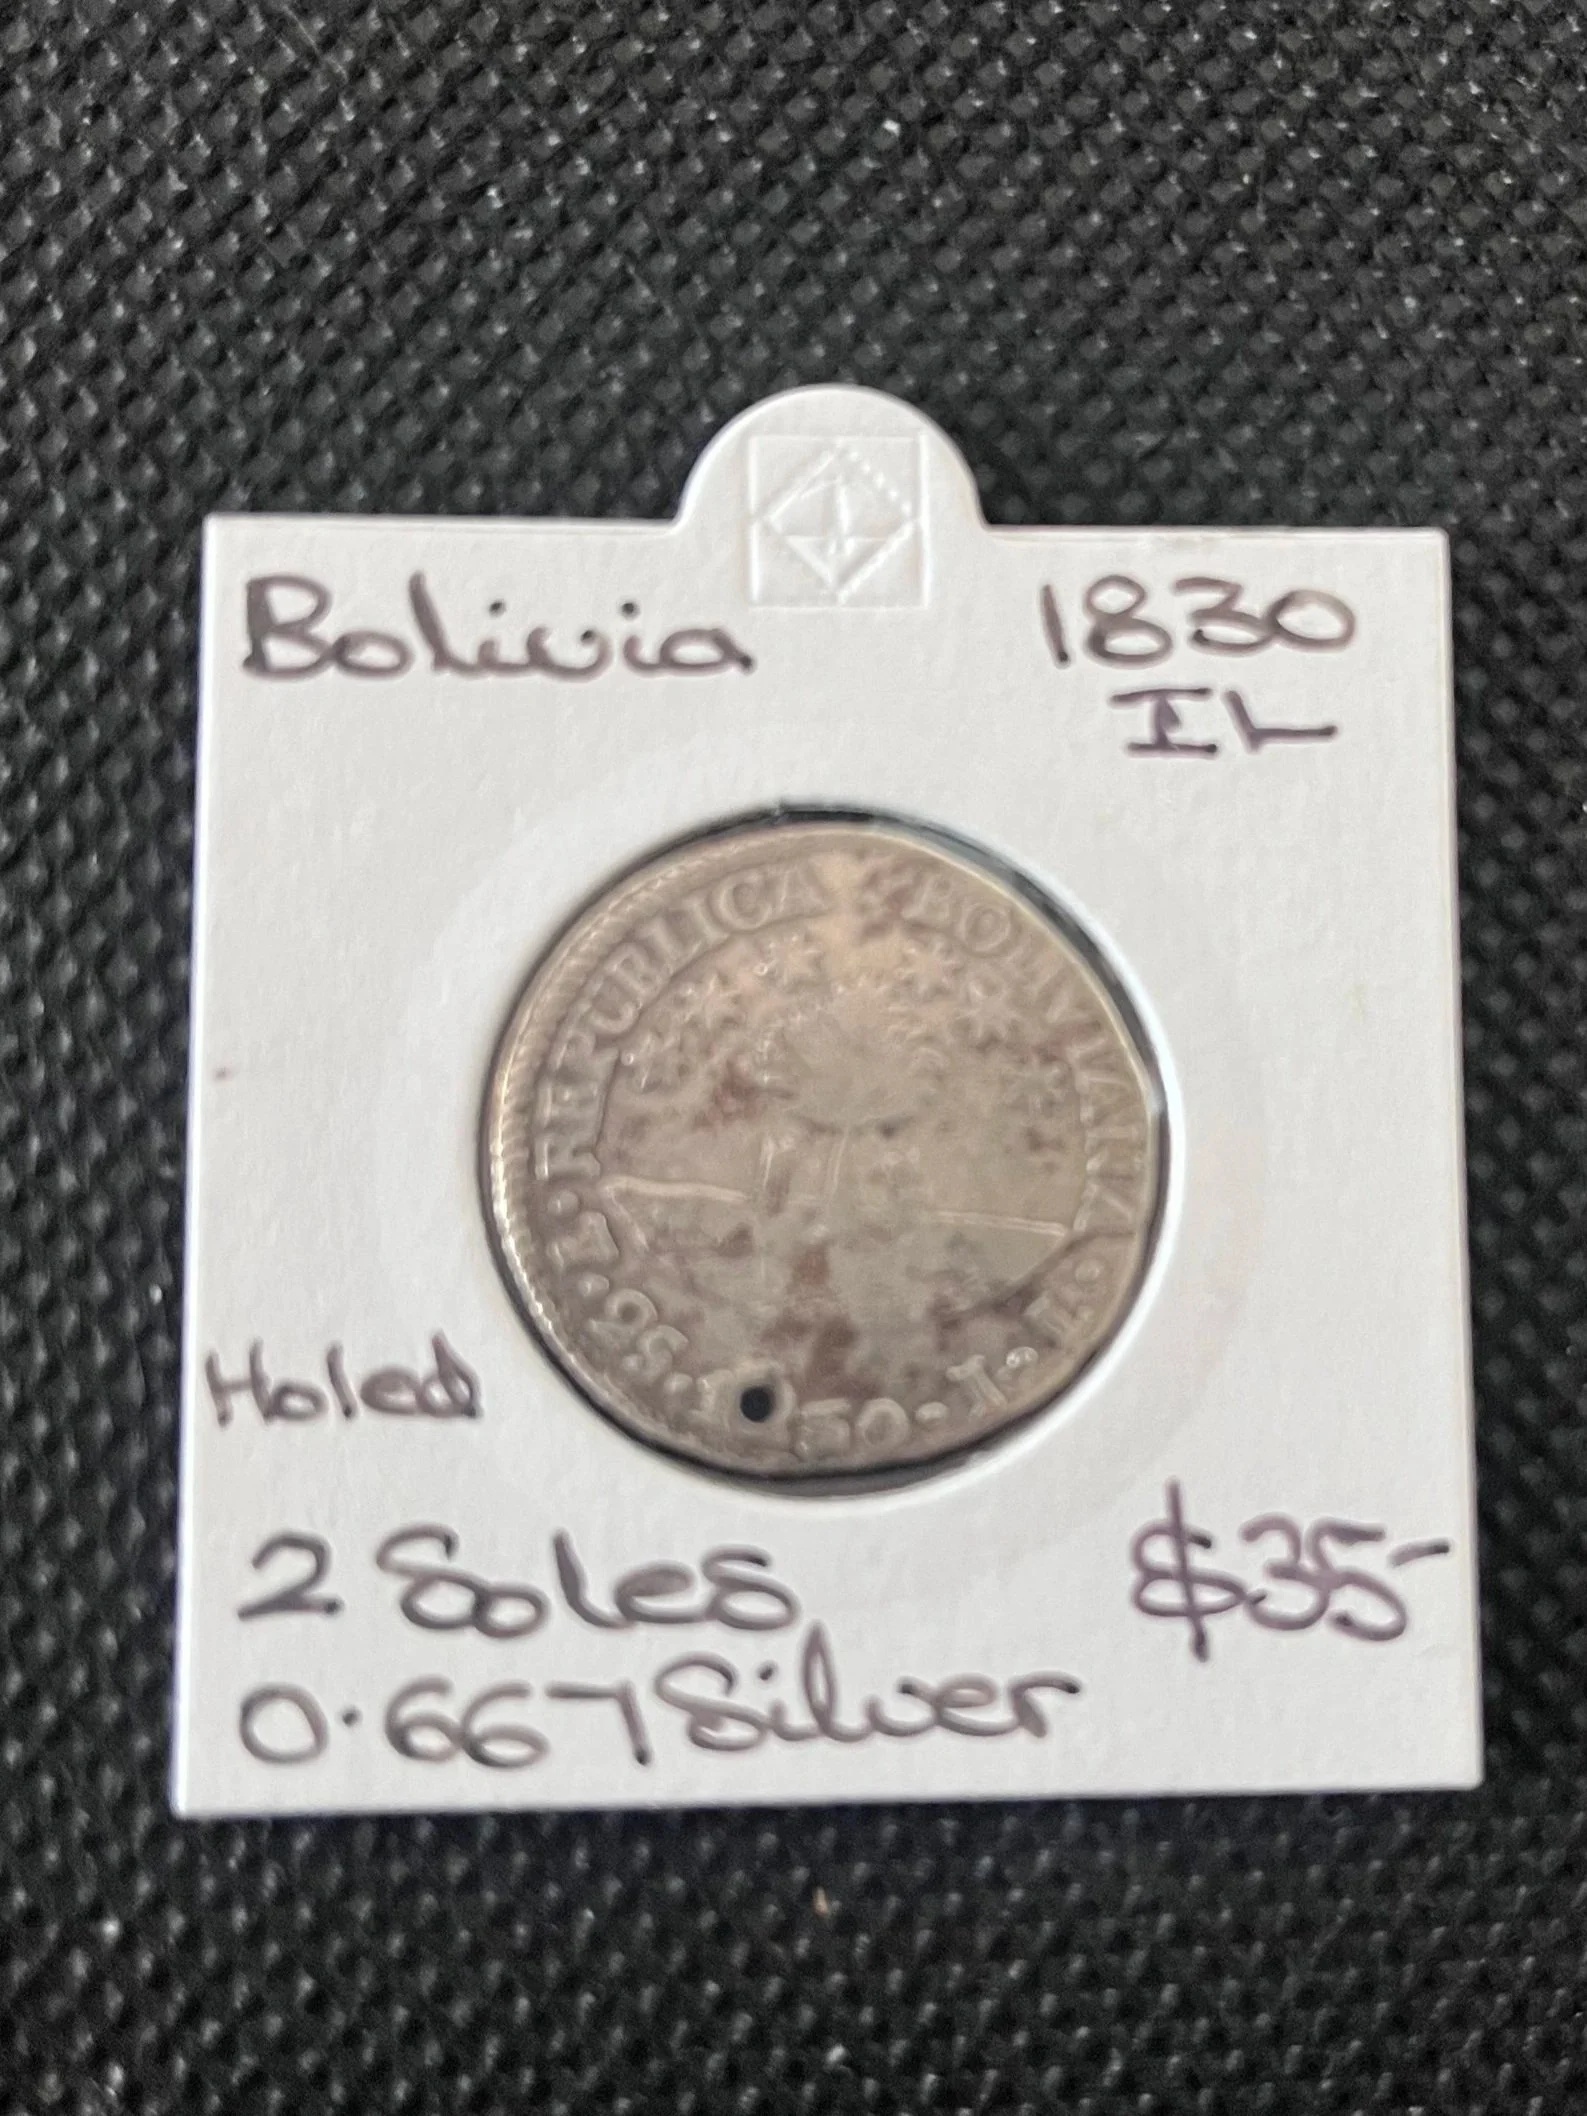 Bolivia
1830
IL
REPUBLICA BOLIVIANA
Holed
2 Soles
0.667 Silver
$35-